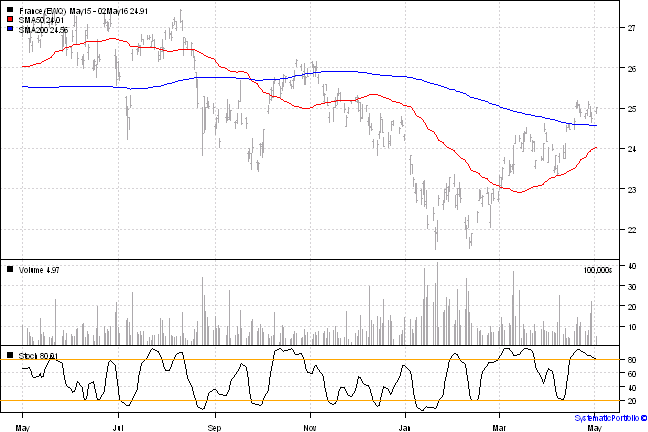 France (EWQ) May15 - 02May16 24.91
SMA50 24.01
SMA200 24.56
27
26
25
24
23
22
Volume 4.97
100,000s
40
30
20
10
Stoch 80.01
80
60
40
20
May
Jul
Sep
Nov
Jan
Mar
May
SystematicPortfolio ©